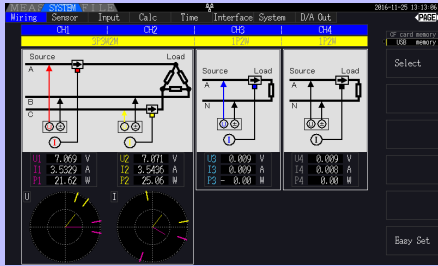 MEAS SYSTEM FILE 2016-11-25 13:13:06
Wiring Sensor Input Calc Time Interface System D/A Out PAGE
CH1 CH2 CH3 CH4
3P3W2M 1P2W 1P2W
CF card memory
USB memory
Source Load Source Load Source Load
Select
A A A
B
C N N
U1 7.069 V U2 7.071 V U3 0.009 V U4 0.009 V
I1 3.5329 A I2 3.5436 A I3 0.009 A I4 0.008 A
P1 21.62 W P2 25.06 W P3 - 0.00 W P4 0.00 W
U I
Easy Set